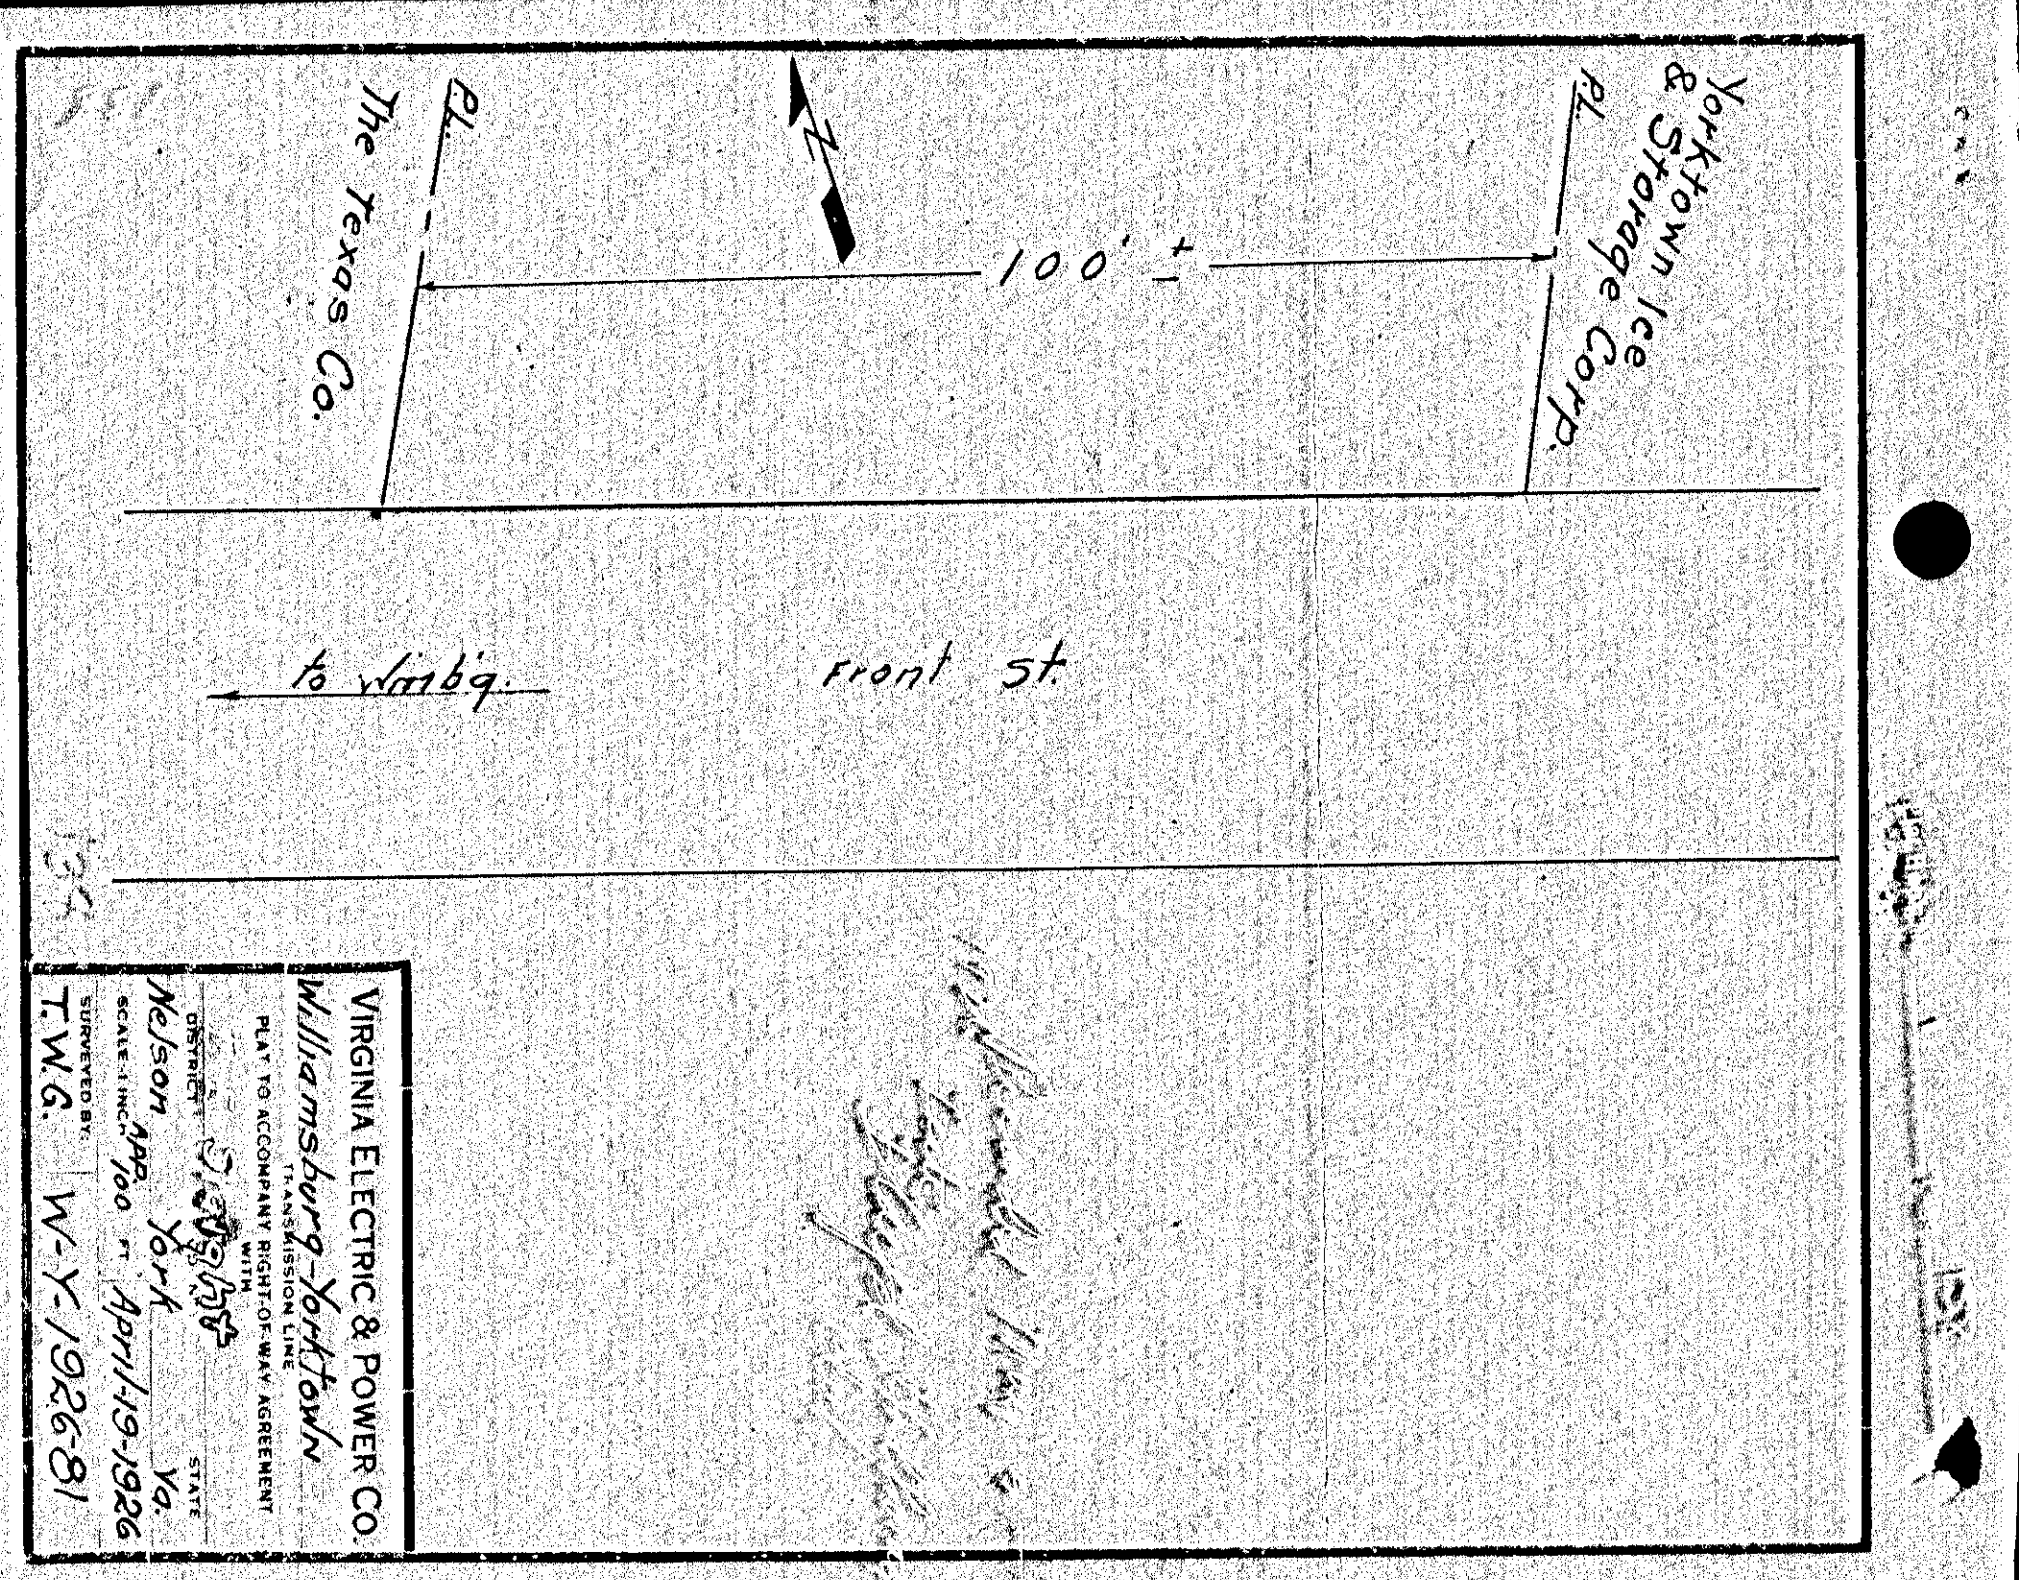 Yorktown Ice
& Storage Corp.
P.L.
100' ±
P.L.
The Texas Co.
Front St.
to Wmb'g.
VIRGINIA ELECTRIC & POWER CO.
Williamsburg-Yorktown
TRANSMISSION LINE
PLAT TO ACCOMPANY RIGHT-OF-WAY AGREEMENT
WITH
DISTRICT
STATE
Nelson York Va.
SCALE-1 INCH APP. 100 FT. April-19-1926
SURVEYED BY:
T.W.G. W-Y-1926-81